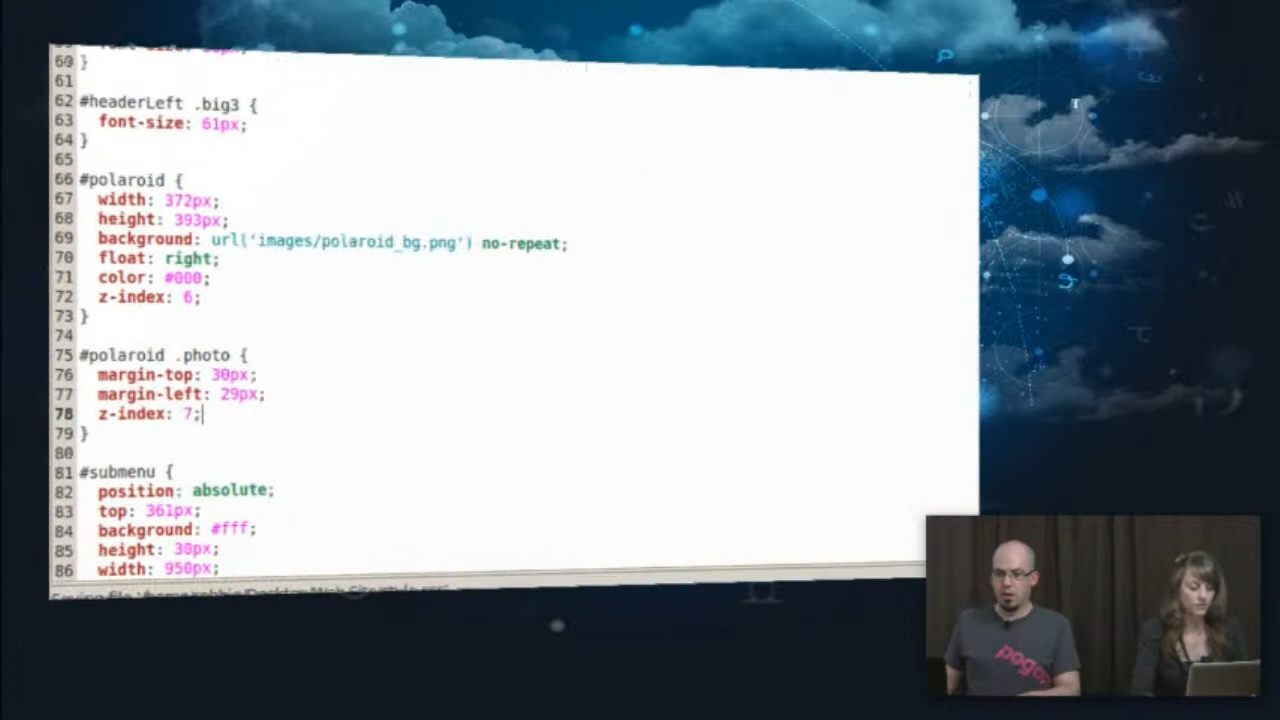 60 }
61
62 #headerLeft .big3 {
63 font-size: 61px;
64 }
65
66 #polaroid {
67 width: 372px;
68 height: 393px;
69 background: url('images/polaroid_bg.png') no-repeat;
70 float: right;
71 color: #000;
72 z-index: 6;
73 }
74
75 #polaroid .photo {
76 margin-top: 30px;
77 margin-left: 29px;
78 z-index: 7;
79 }
80
81 #submenu {
82 position: absolute;
83 top: 361px;
84 background: #fff;
85 height: 30px;
86 width: 950px;